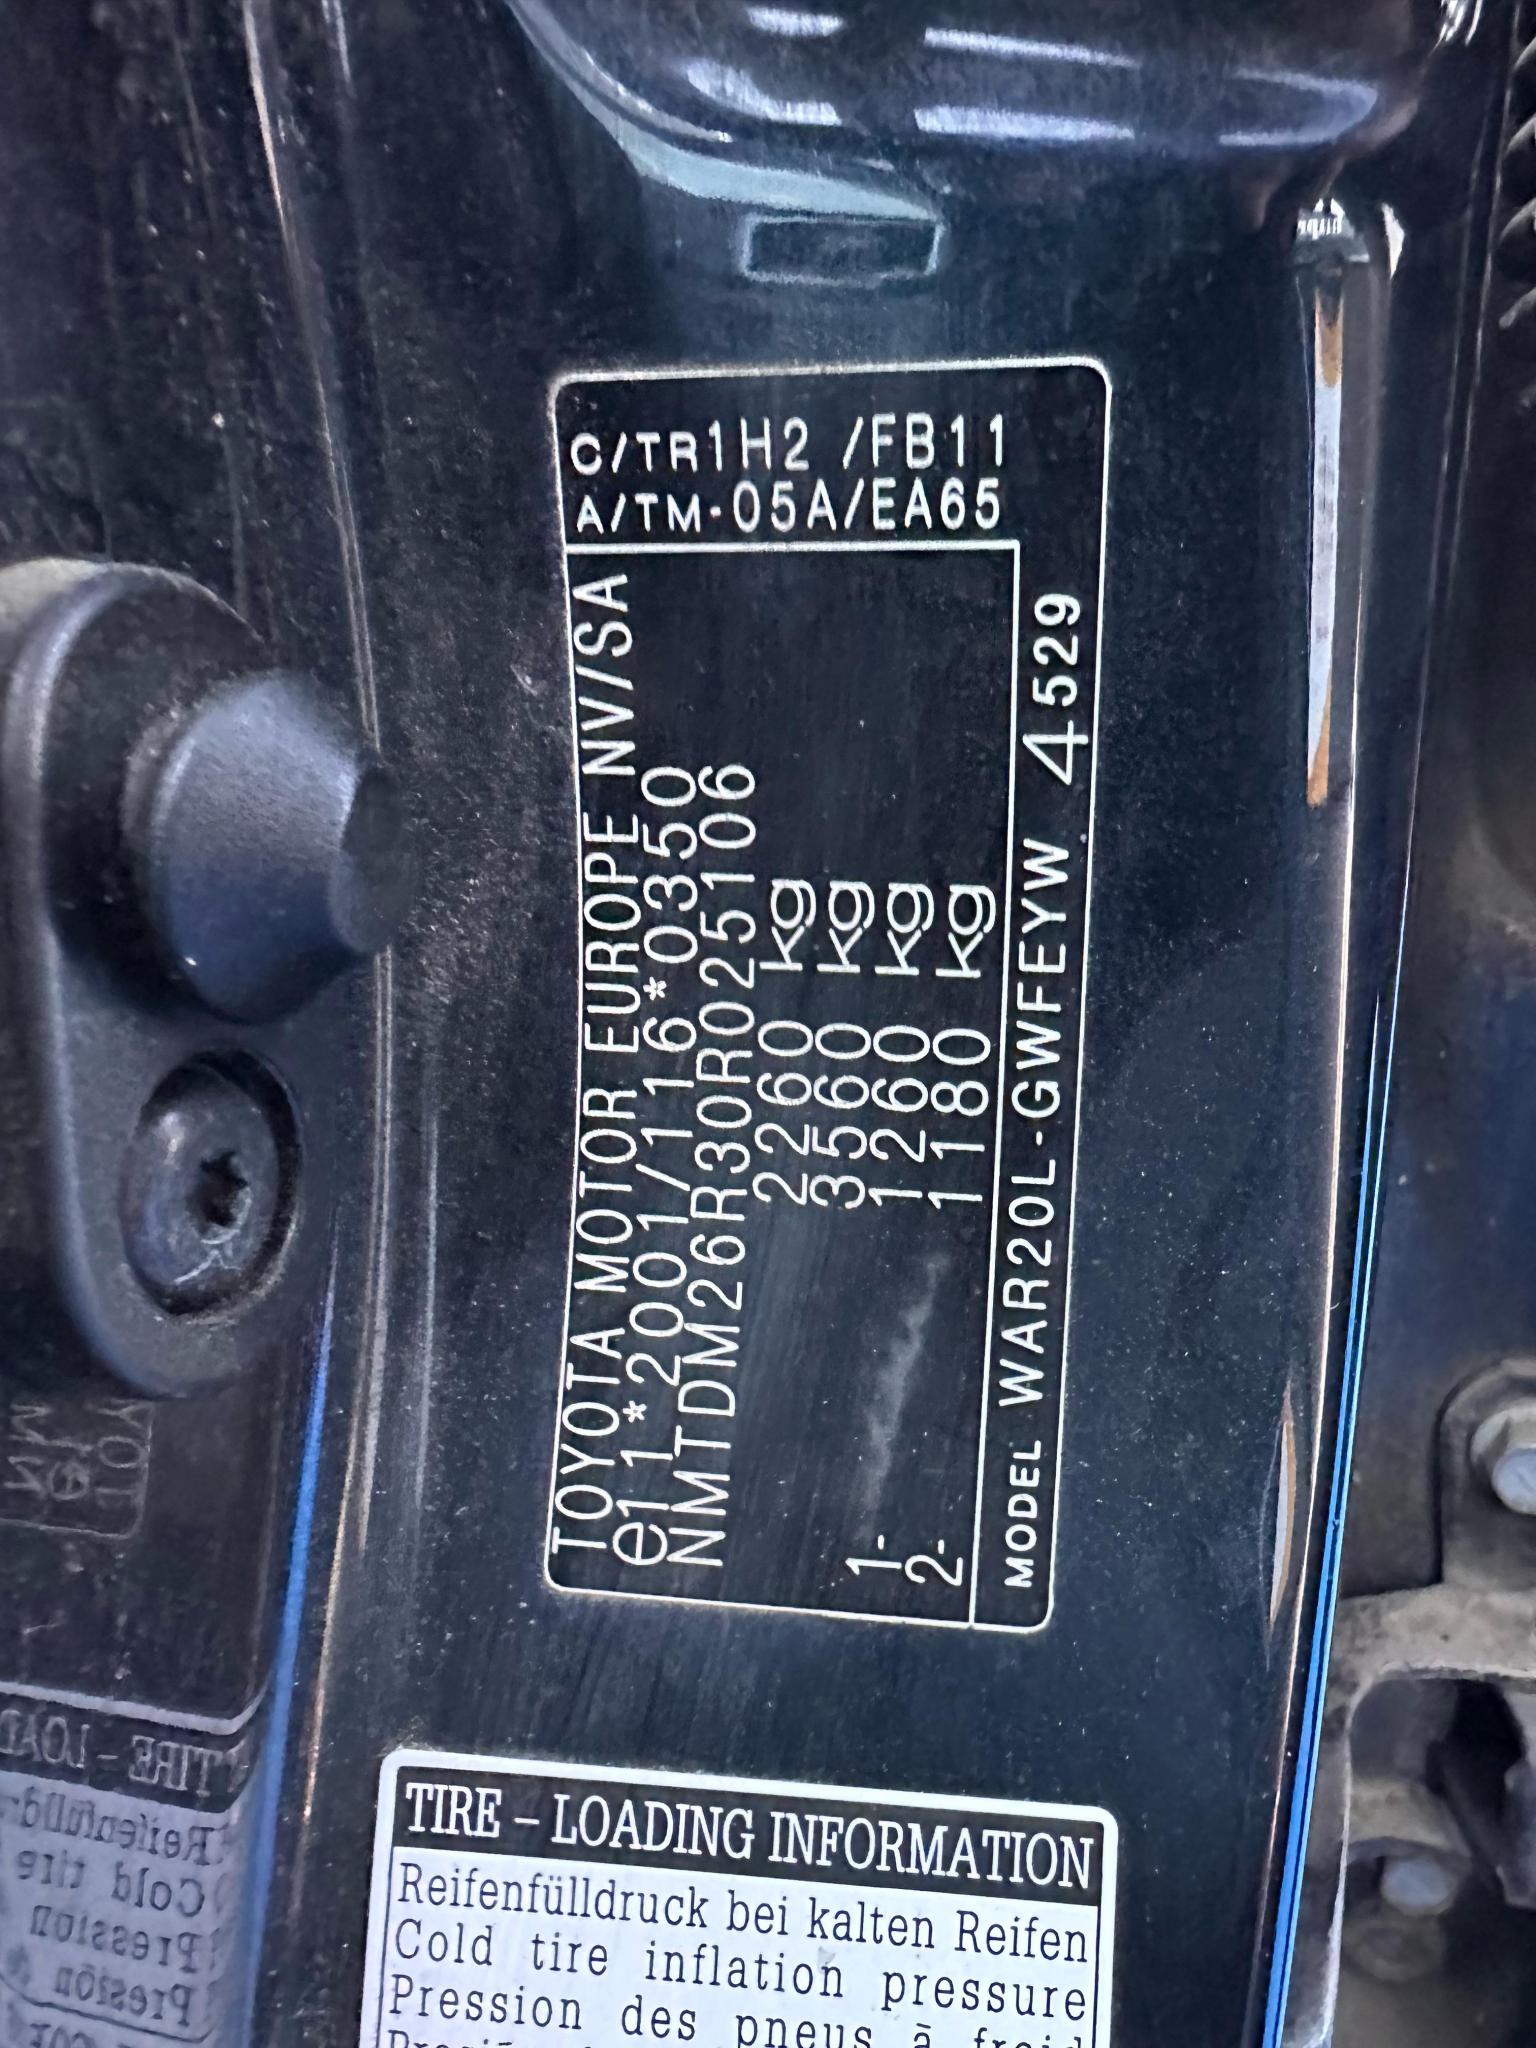 TOYOTA MOTOR EUROPE NV/SA
e11*2001/116*0350
NMTDM26R30R025106
2260 kg
3560 kg
1- 1260 kg
2- 1180 kg
MODEL WAR20L-GWFEYW 4529
C/TR1H2 /FB11
A/TM-05A/EA65
TIRE – LOADING INFORMATION
Reifenfülldruck bei kalten Reifen
Cold tire inflation pressure
Pression des pneus à froid